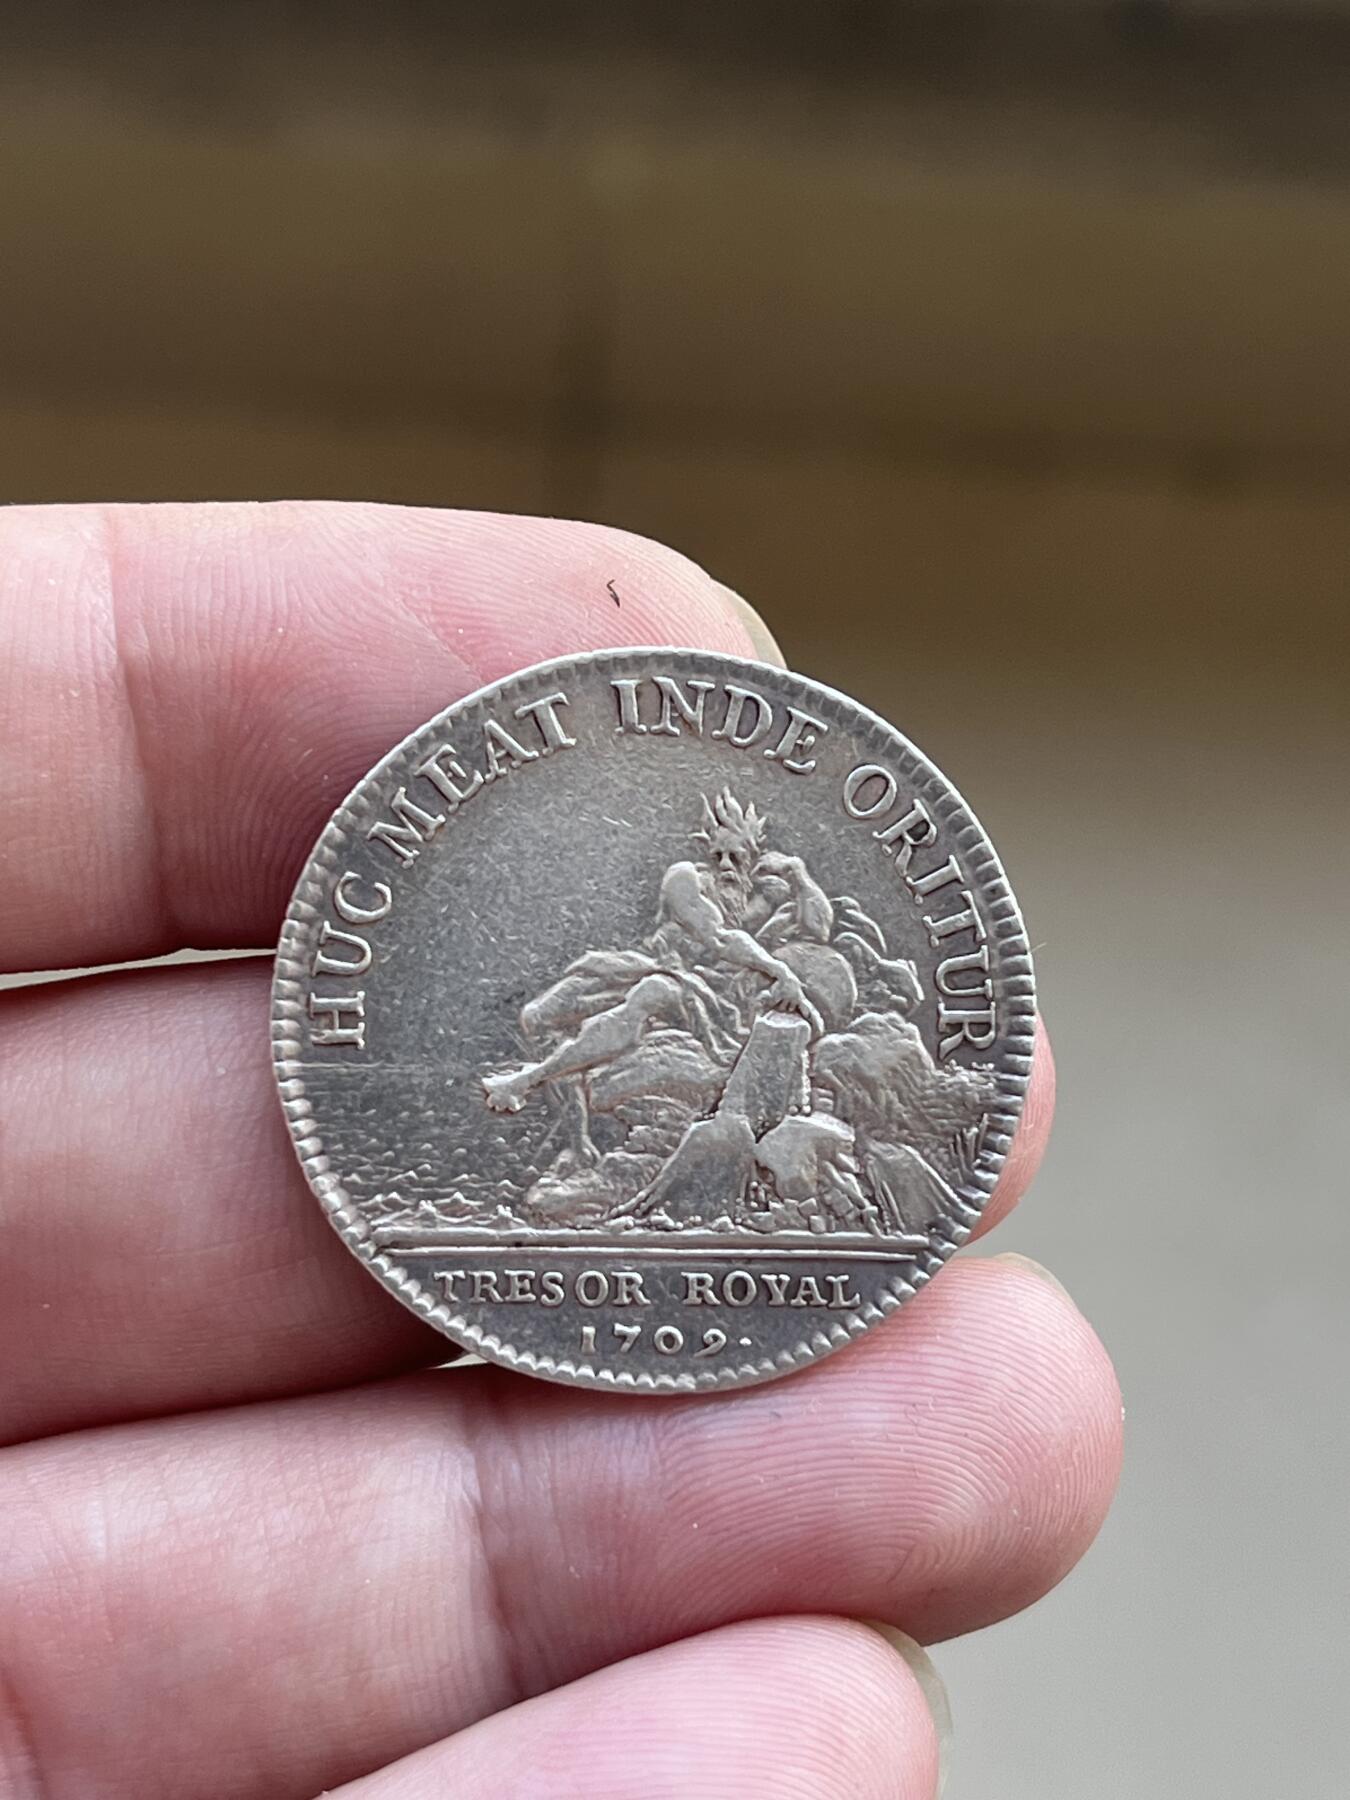 HUC MEAT INDE ORITUR
TRESOR ROYAL
1709·